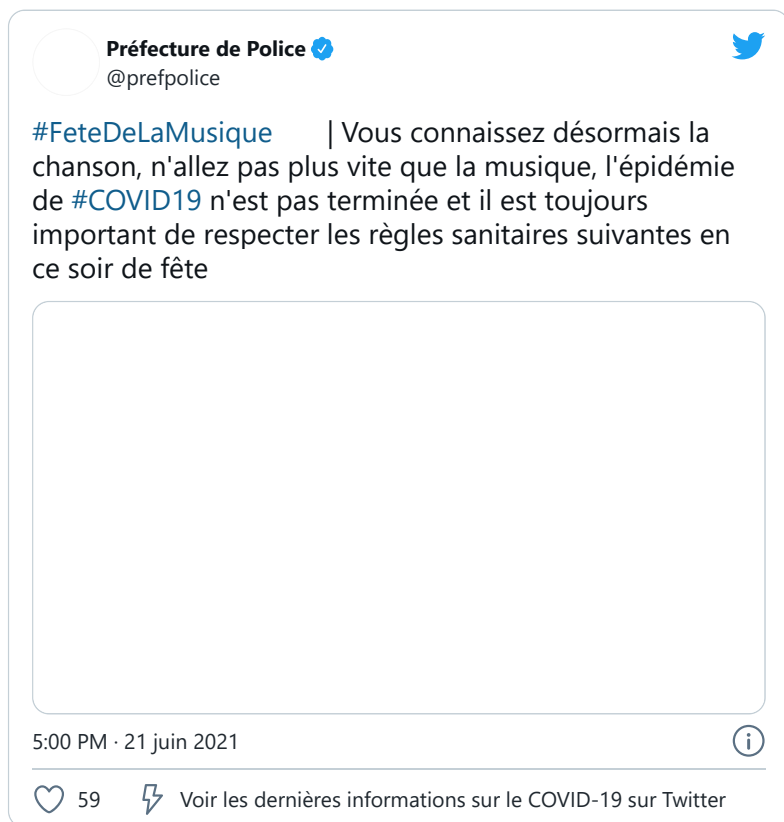 Préfecture de Police
@prefpolice
#FeteDeLaMusique | Vous connaissez désormais la
chanson, n'allez pas plus vite que la musique, l'épidémie
de #COVID19 n'est pas terminée et il est toujours
important de respecter les règles sanitaires suivantes en
ce soir de fête
5:00 PM · 21 juin 2021
59 Voir les dernières informations sur le COVID-19 sur Twitter